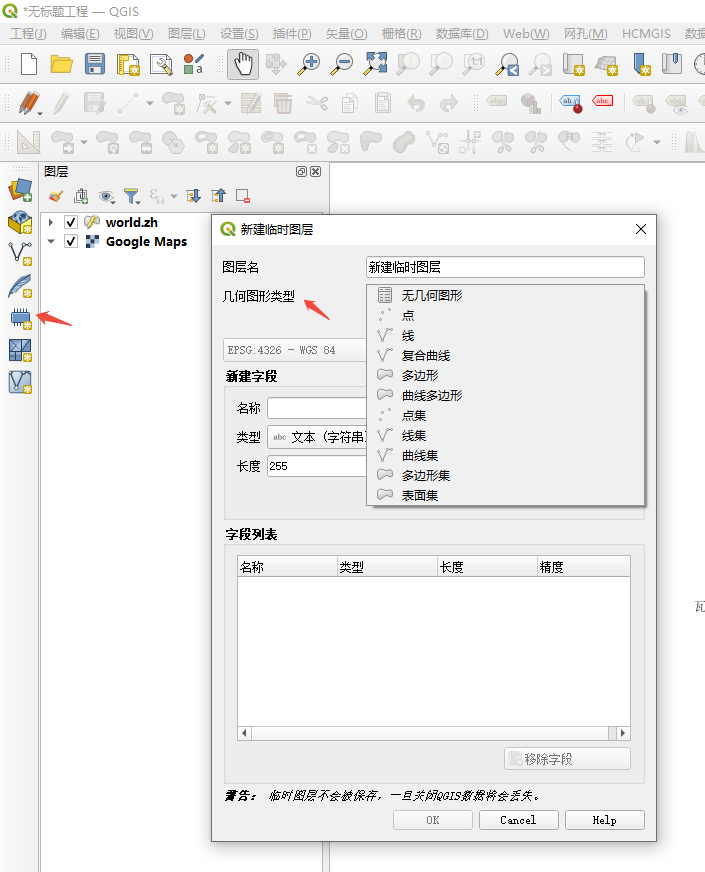 *无标题工程 — QGIS
工程(J) 编辑(E) 视图(V) 图层(L) 设置(S) 插件(P) 矢量(O) 栅格(R) 数据库(D) Web(W) 网孔(M) HCMGIS 数据
图层
world.zh
Google Maps
新建临时图层
图层名 新建临时图层
几何图形类型
无几何图形
点
线
复合曲线
多边形
曲线多边形
点集
线集
曲线集
多边形集
表面集
EPSG:4326 - WGS 84
新建字段
名称
类型 abc 文本（字符串）
长度 255
字段列表
名称 类型 长度 精度
移除字段
警告： 临时图层不会被保存，一旦关闭QGIS数据将会丢失。
OK Cancel Help
瓦